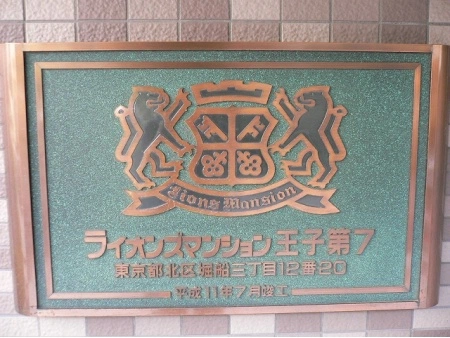 Lions Mansion
ライオンズマンション王子第7
東京都北区堀船三丁目12番20
平成11年7月竣工